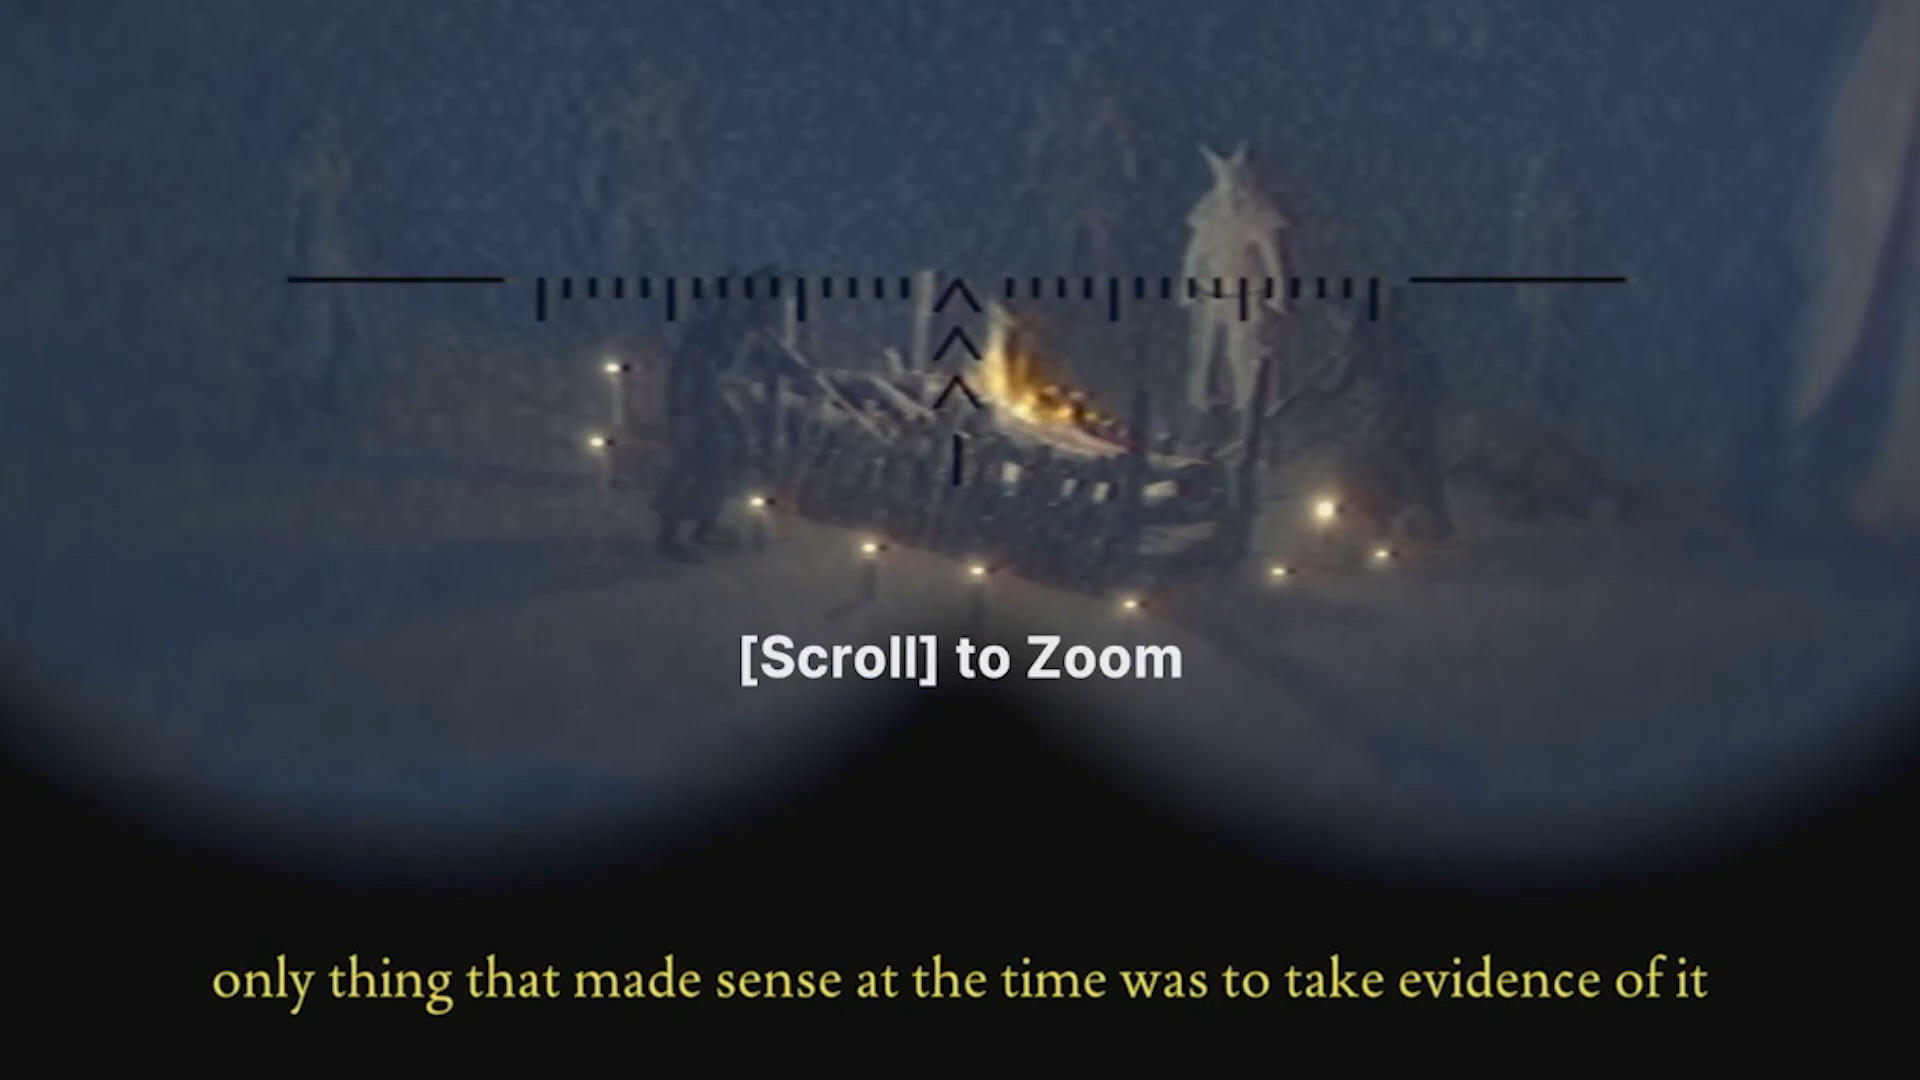 [Scroll] to Zoom
only thing that made sense at the time was to take evidence of it